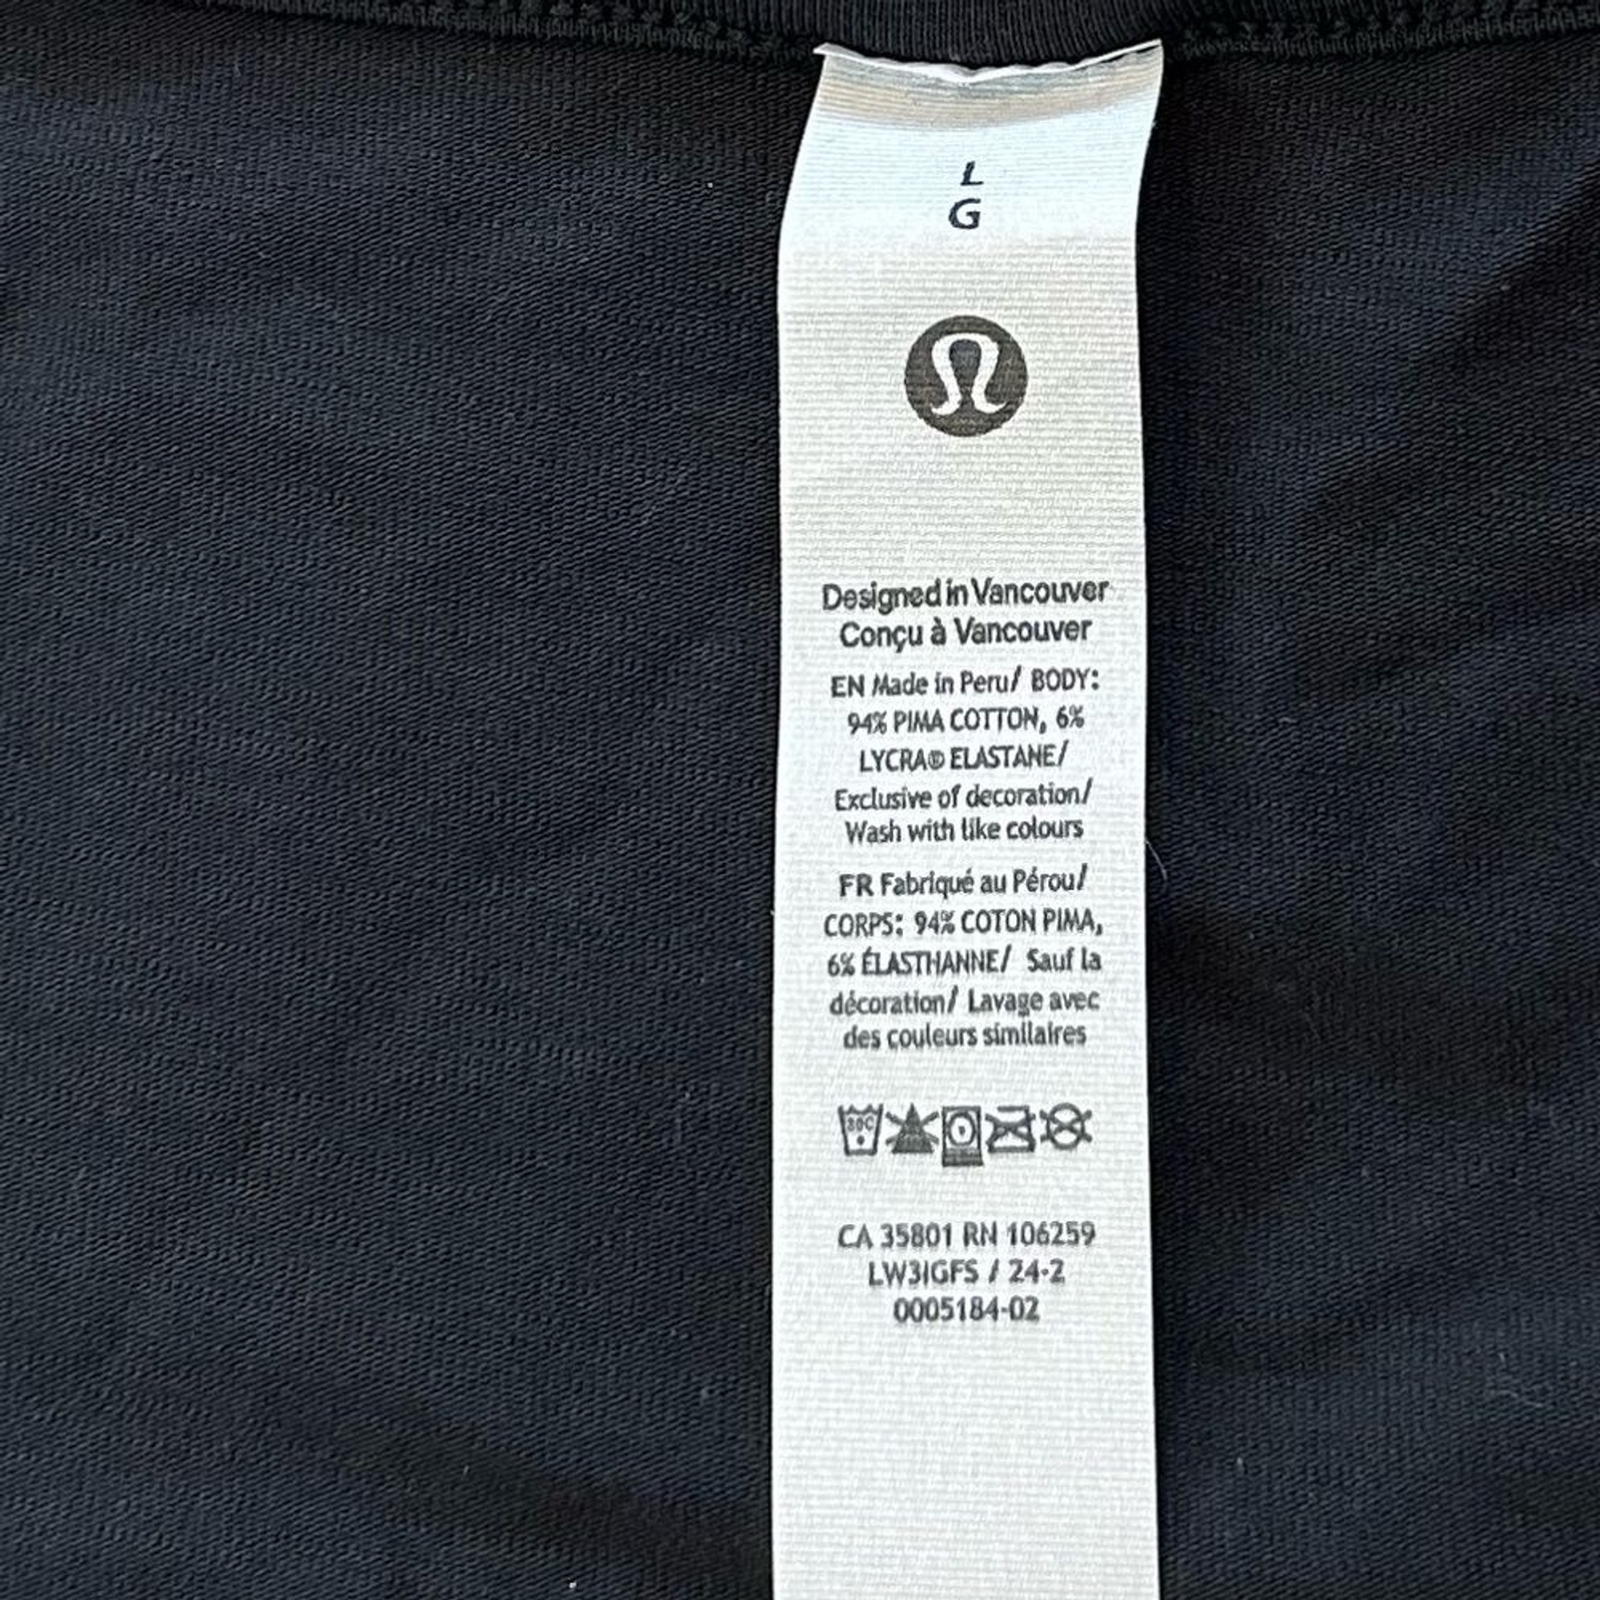 L
G
Designed in Vancouver
Conçu à Vancouver
EN Made in Peru/ BODY:
94% PIMA COTTON, 6%
LYCRA® ELASTANE/
Exclusive of decoration/
Wash with like colours
FR Fabriqué au Pérou/
CORPS: 94% COTON PIMA,
6% ÉLASTHANNE/ Sauf la
décoration/ Lavage avec
des couleurs similaires
30C
CA 35801 RN 106259
LW3IGFS / 24-2
0005184-02